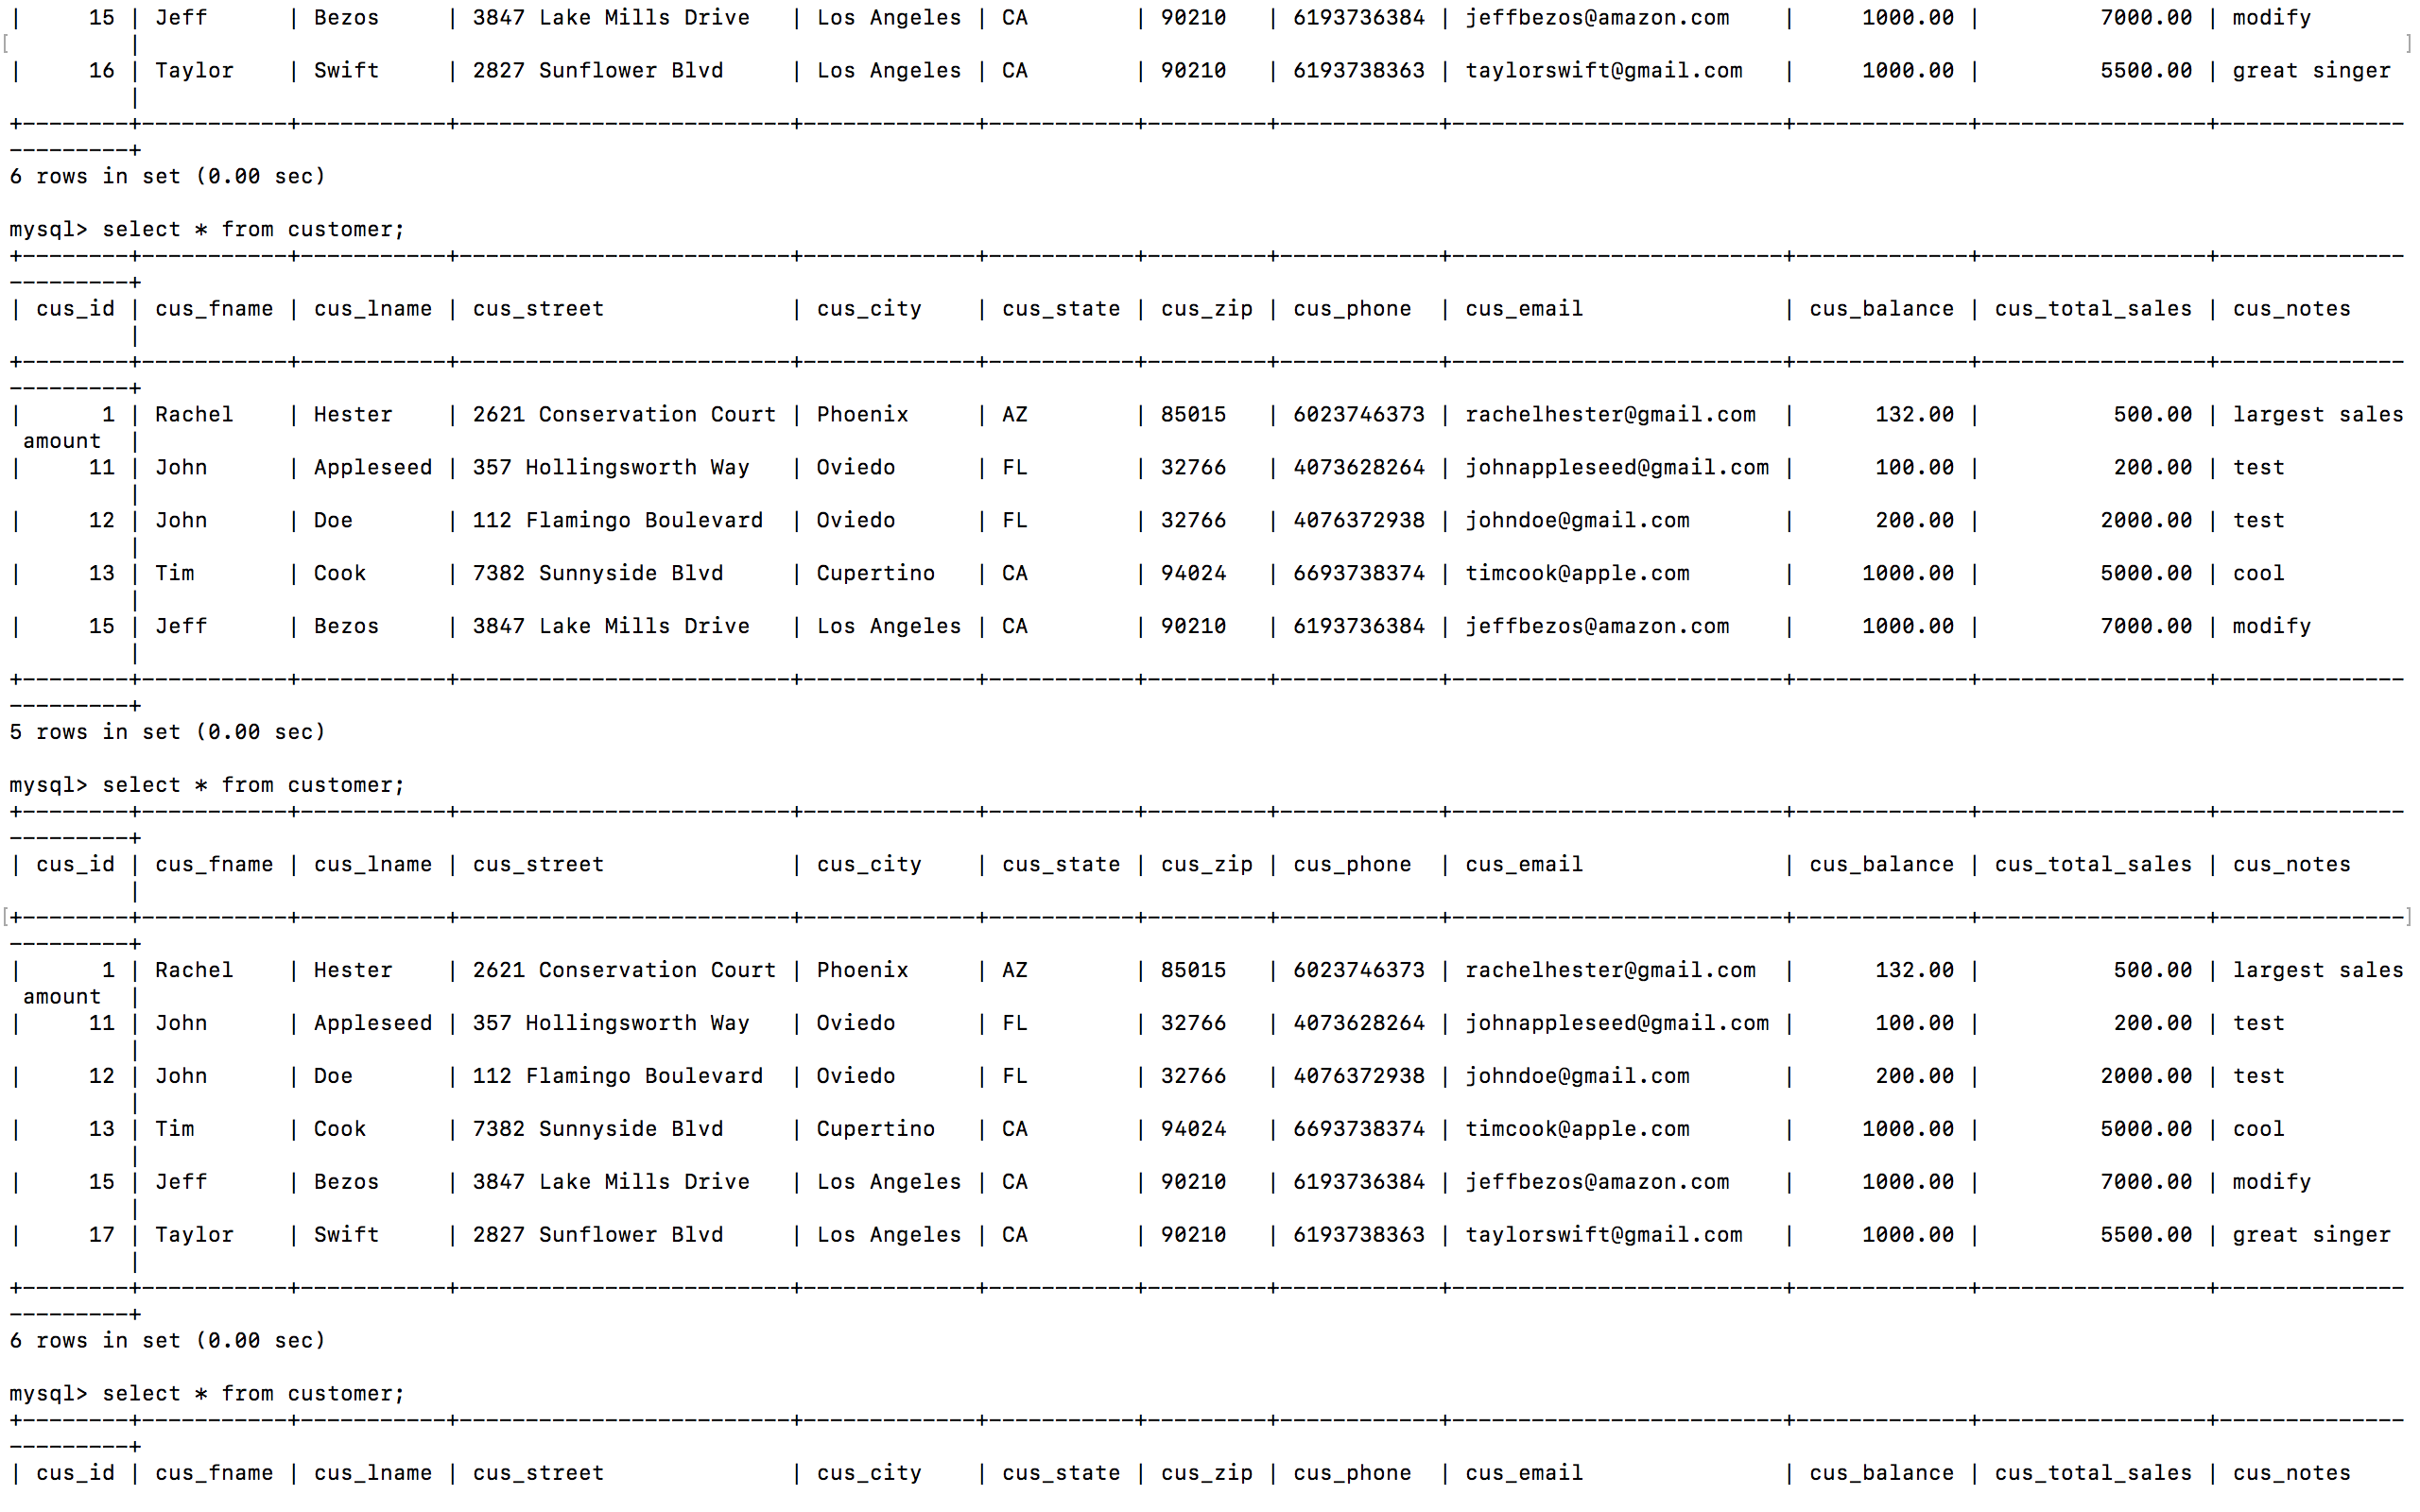 |     15 | Jeff      | Bezos     | 3847 Lake Mills Drive   | Los Angeles | CA        | 90210   | 6193736384 | jeffbezos@amazon.com    |     1000.00 |         7000.00 | modify
[         |                                                                                                                                                                            ]
|     16 | Taylor    | Swift     | 2827 Sunflower Blvd     | Los Angeles | CA        | 90210   | 6193738363 | taylorswift@gmail.com   |     1000.00 |         5500.00 | great singer
         |
+--------+-----------+-----------+-------------------------+-------------+-----------+---------+------------+-------------------------+-------------+-----------------+--------------
---------+
6 rows in set (0.00 sec)

mysql> select * from customer;
+--------+-----------+-----------+-------------------------+-------------+-----------+---------+------------+-------------------------+-------------+-----------------+--------------
---------+
| cus_id | cus_fname | cus_lname | cus_street              | cus_city    | cus_state | cus_zip | cus_phone  | cus_email               | cus_balance | cus_total_sales | cus_notes
         |
+--------+-----------+-----------+-------------------------+-------------+-----------+---------+------------+-------------------------+-------------+-----------------+--------------
---------+
|      1 | Rachel    | Hester    | 2621 Conservation Court | Phoenix     | AZ        | 85015   | 6023746373 | rachelhester@gmail.com  |      132.00 |          500.00 | largest sales
 amount  |
|     11 | John      | Appleseed | 357 Hollingsworth Way   | Oviedo      | FL        | 32766   | 4073628264 | johnappleseed@gmail.com |      100.00 |          200.00 | test
         |
|     12 | John      | Doe       | 112 Flamingo Boulevard  | Oviedo      | FL        | 32766   | 4076372938 | johndoe@gmail.com       |      200.00 |         2000.00 | test
         |
|     13 | Tim       | Cook      | 7382 Sunnyside Blvd     | Cupertino   | CA        | 94024   | 6693738374 | timcook@apple.com       |     1000.00 |         5000.00 | cool
         |
|     15 | Jeff      | Bezos     | 3847 Lake Mills Drive   | Los Angeles | CA        | 90210   | 6193736384 | jeffbezos@amazon.com    |     1000.00 |         7000.00 | modify
         |
+--------+-----------+-----------+-------------------------+-------------+-----------+---------+------------+-------------------------+-------------+-----------------+--------------
---------+
5 rows in set (0.00 sec)

mysql> select * from customer;
+--------+-----------+-----------+-------------------------+-------------+-----------+---------+------------+-------------------------+-------------+-----------------+--------------
---------+
| cus_id | cus_fname | cus_lname | cus_street              | cus_city    | cus_state | cus_zip | cus_phone  | cus_email               | cus_balance | cus_total_sales | cus_notes
         |
[+--------+-----------+-----------+-------------------------+-------------+-----------+---------+------------+-------------------------+-------------+-----------------+--------------]
---------+
|      1 | Rachel    | Hester    | 2621 Conservation Court | Phoenix     | AZ        | 85015   | 6023746373 | rachelhester@gmail.com  |      132.00 |          500.00 | largest sales
 amount  |
|     11 | John      | Appleseed | 357 Hollingsworth Way   | Oviedo      | FL        | 32766   | 4073628264 | johnappleseed@gmail.com |      100.00 |          200.00 | test
         |
|     12 | John      | Doe       | 112 Flamingo Boulevard  | Oviedo      | FL        | 32766   | 4076372938 | johndoe@gmail.com       |      200.00 |         2000.00 | test
         |
|     13 | Tim       | Cook      | 7382 Sunnyside Blvd     | Cupertino   | CA        | 94024   | 6693738374 | timcook@apple.com       |     1000.00 |         5000.00 | cool
         |
|     15 | Jeff      | Bezos     | 3847 Lake Mills Drive   | Los Angeles | CA        | 90210   | 6193736384 | jeffbezos@amazon.com    |     1000.00 |         7000.00 | modify
         |
|     17 | Taylor    | Swift     | 2827 Sunflower Blvd     | Los Angeles | CA        | 90210   | 6193738363 | taylorswift@gmail.com   |     1000.00 |         5500.00 | great singer
         |
+--------+-----------+-----------+-------------------------+-------------+-----------+---------+------------+-------------------------+-------------+-----------------+--------------
---------+
6 rows in set (0.00 sec)

mysql> select * from customer;
+--------+-----------+-----------+-------------------------+-------------+-----------+---------+------------+-------------------------+-------------+-----------------+--------------
---------+
| cus_id | cus_fname | cus_lname | cus_street              | cus_city    | cus_state | cus_zip | cus_phone  | cus_email               | cus_balance | cus_total_sales | cus_notes